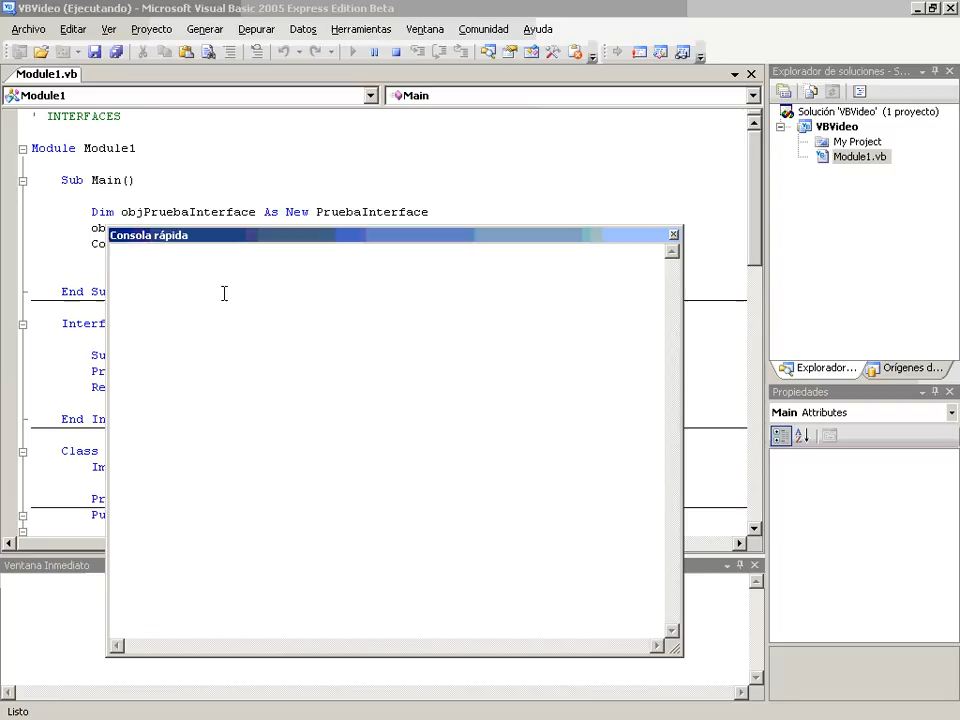 VBVideo (Ejecutando) - Microsoft Visual Basic 2005 Express Edition Beta
Archivo Editar Ver Proyecto Generar Depurar Datos Herramientas Ventana Comunidad Ayuda
Module1.vb
Module1
Main
' INTERFACES
Module Module1
Sub Main()
Dim objPruebaInterface As New PruebaInterface
ob
Co
End Su
Interf
Su
Pr
Re
End In
Class
Im
Pr
Pu
Consola rápida
Ventana Inmediato
Explorador de soluciones - S...
Solución 'VBVideo' (1 proyecto)
VBVideo
My Project
Module1.vb
Explorador... Orígenes d...
Propiedades
Main Attributes
Listo